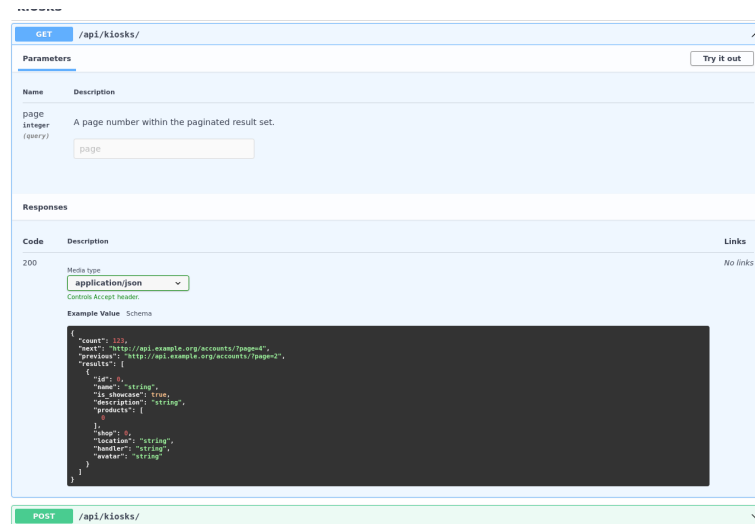 kiosks
GET /api/kiosks/
Parameters
Try it out
Name Description
page
integer
(query)
A page number within the paginated result set.
page
Responses
Code Description Links
200
No links
Media type
application/json
Controls Accept header.
Example Value Schema
{
"count": 123,
"next": "http://api.example.org/accounts/?page=4",
"previous": "http://api.example.org/accounts/?page=2",
"results": [
{
"id": 0,
"name": "string",
"is_showcase": true,
"description": "string",
"products": [
0
],
"shop": 0,
"location": "string",
"handler": "string",
"avatar": "string"
}
]
}
POST /api/kiosks/